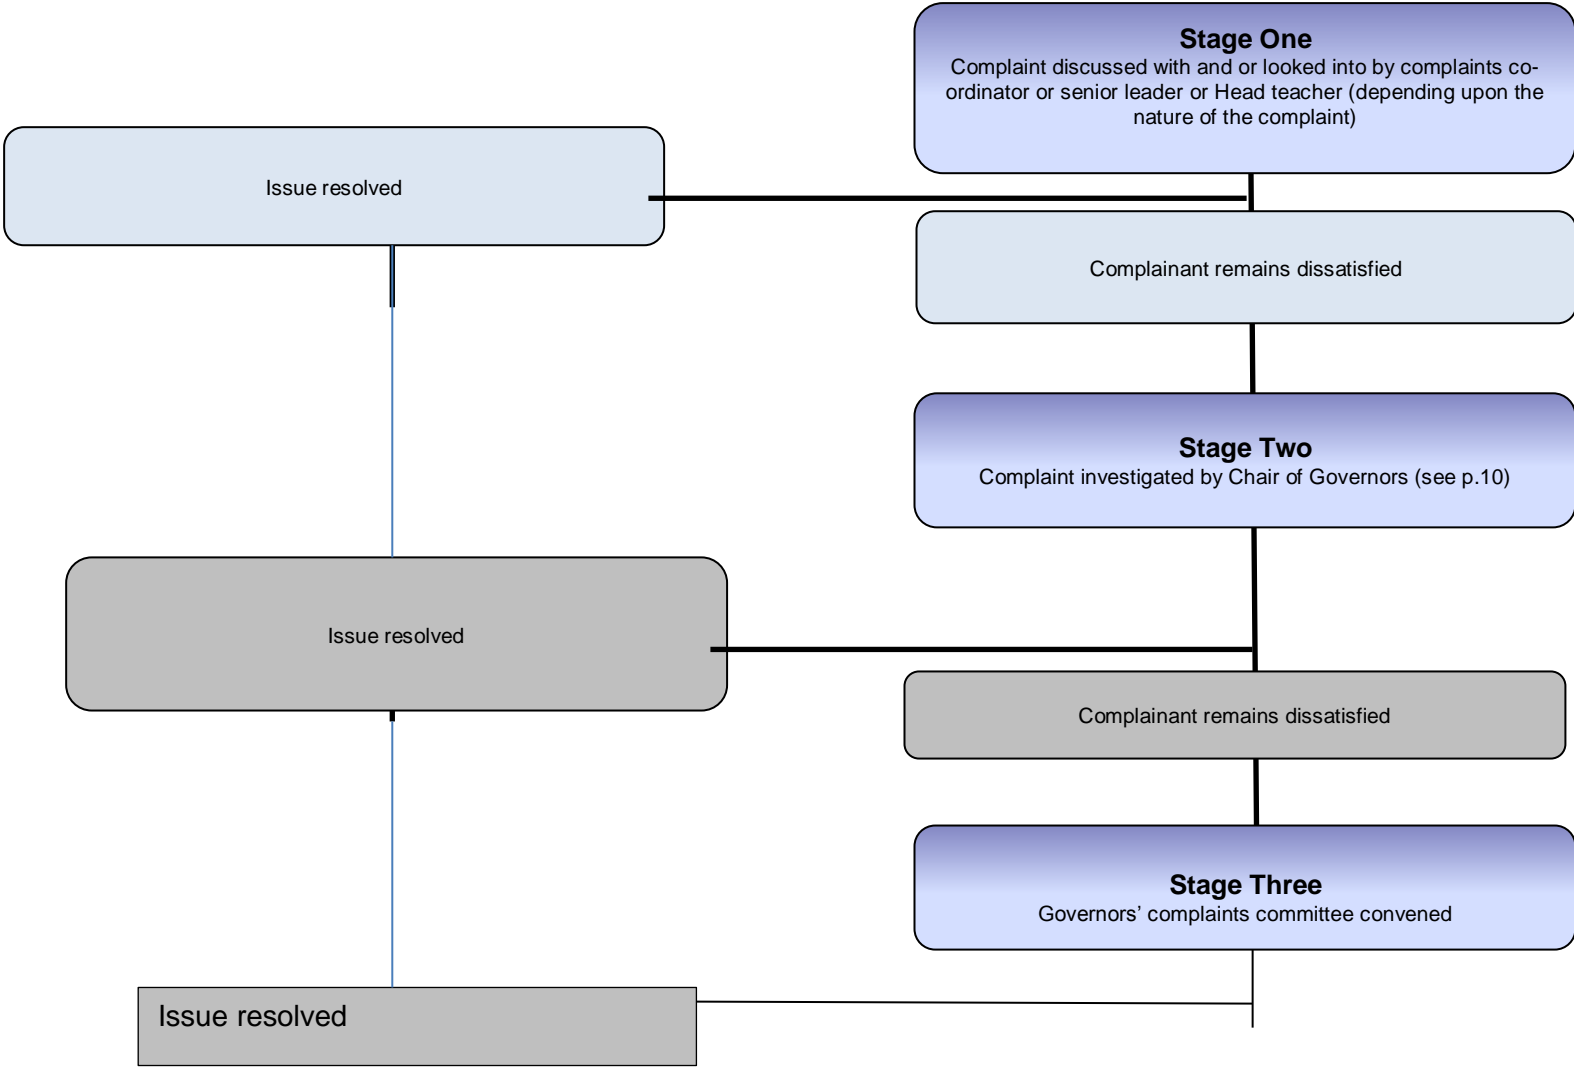 Stage One
Complaint discussed with and or looked into by complaints co-
ordinator or senior leader or Head teacher (depending upon the
nature of the complaint)
Issue resolved
Complainant remains dissatisfied
Stage Two
Complaint investigated by Chair of Governors (see p.10)
Issue resolved
Complainant remains dissatisfied
Stage Three
Governors’ complaints committee convened
Issue resolved